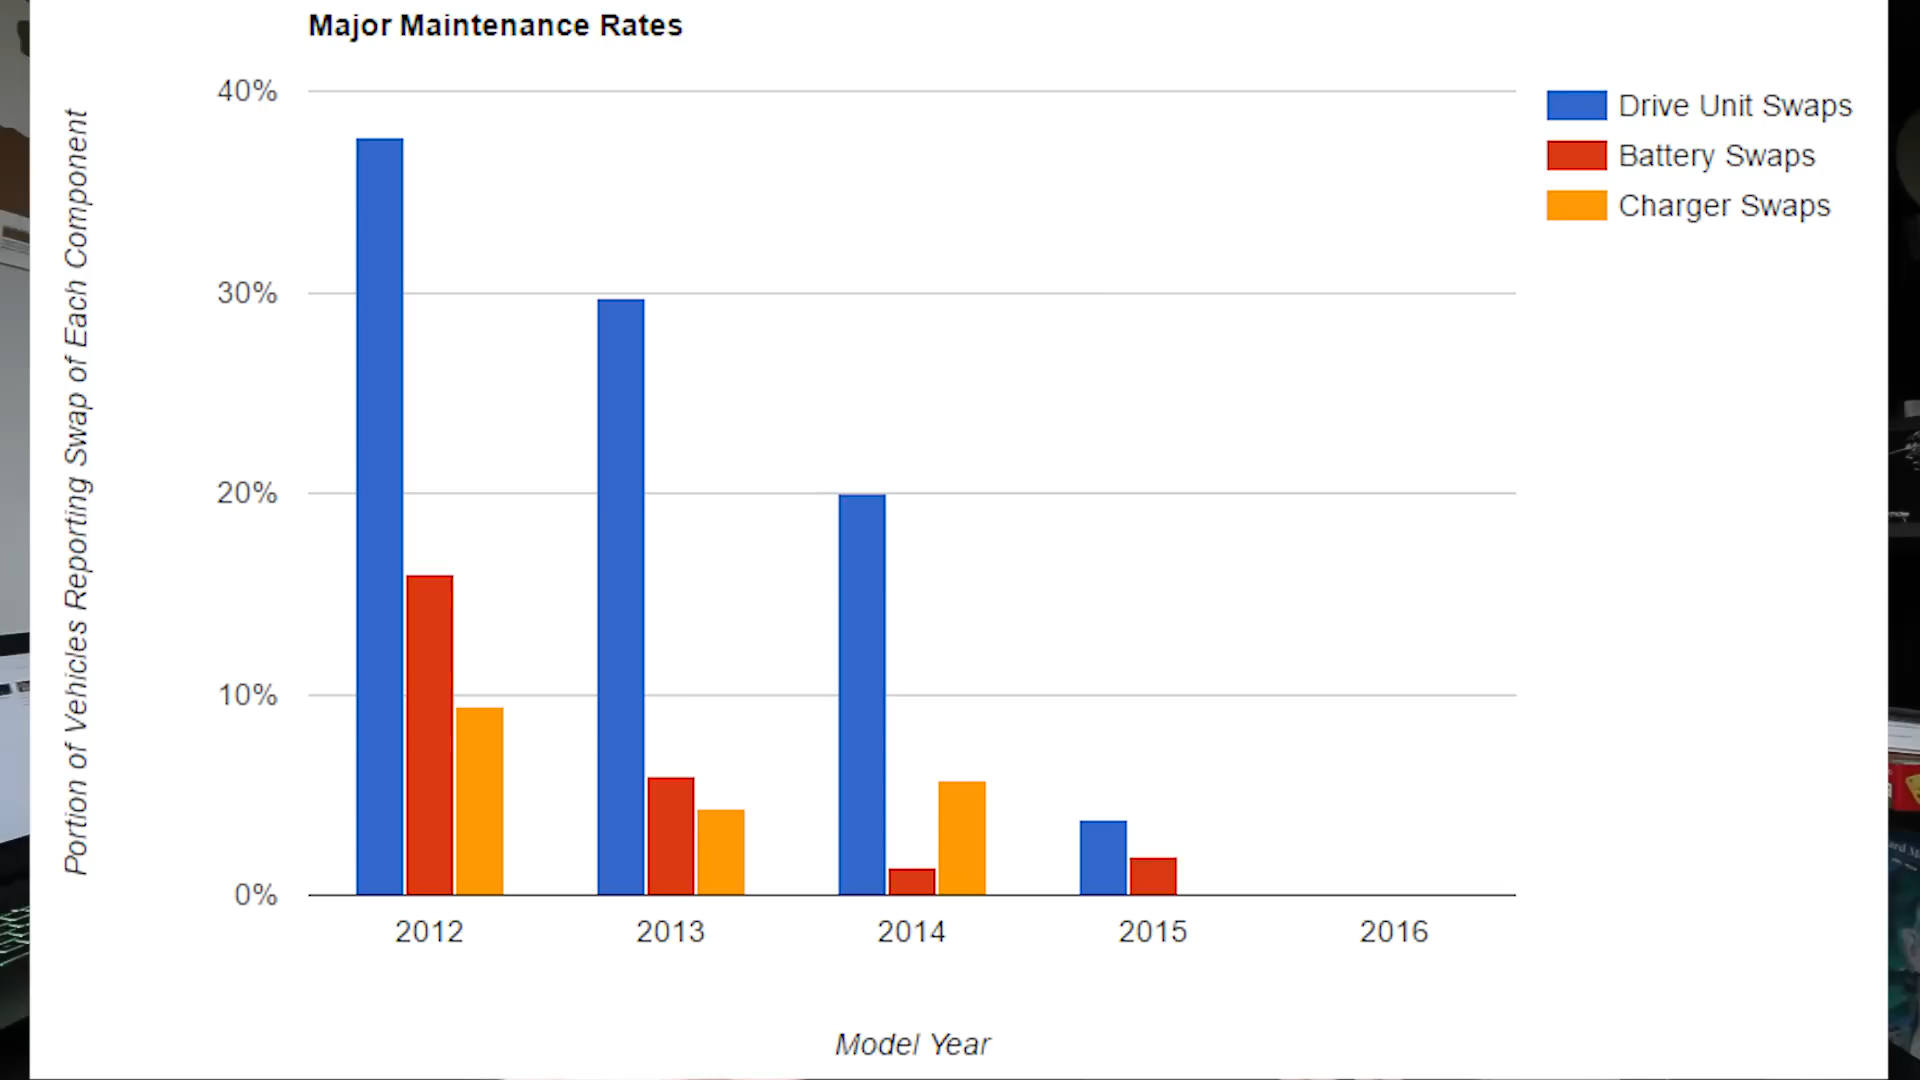 Major Maintenance Rates
40%
30%
20%
10%
0%
Portion of Vehicles Reporting Swap of Each Component
2012
2013
2014
2015
2016
Model Year
Drive Unit Swaps
Battery Swaps
Charger Swaps